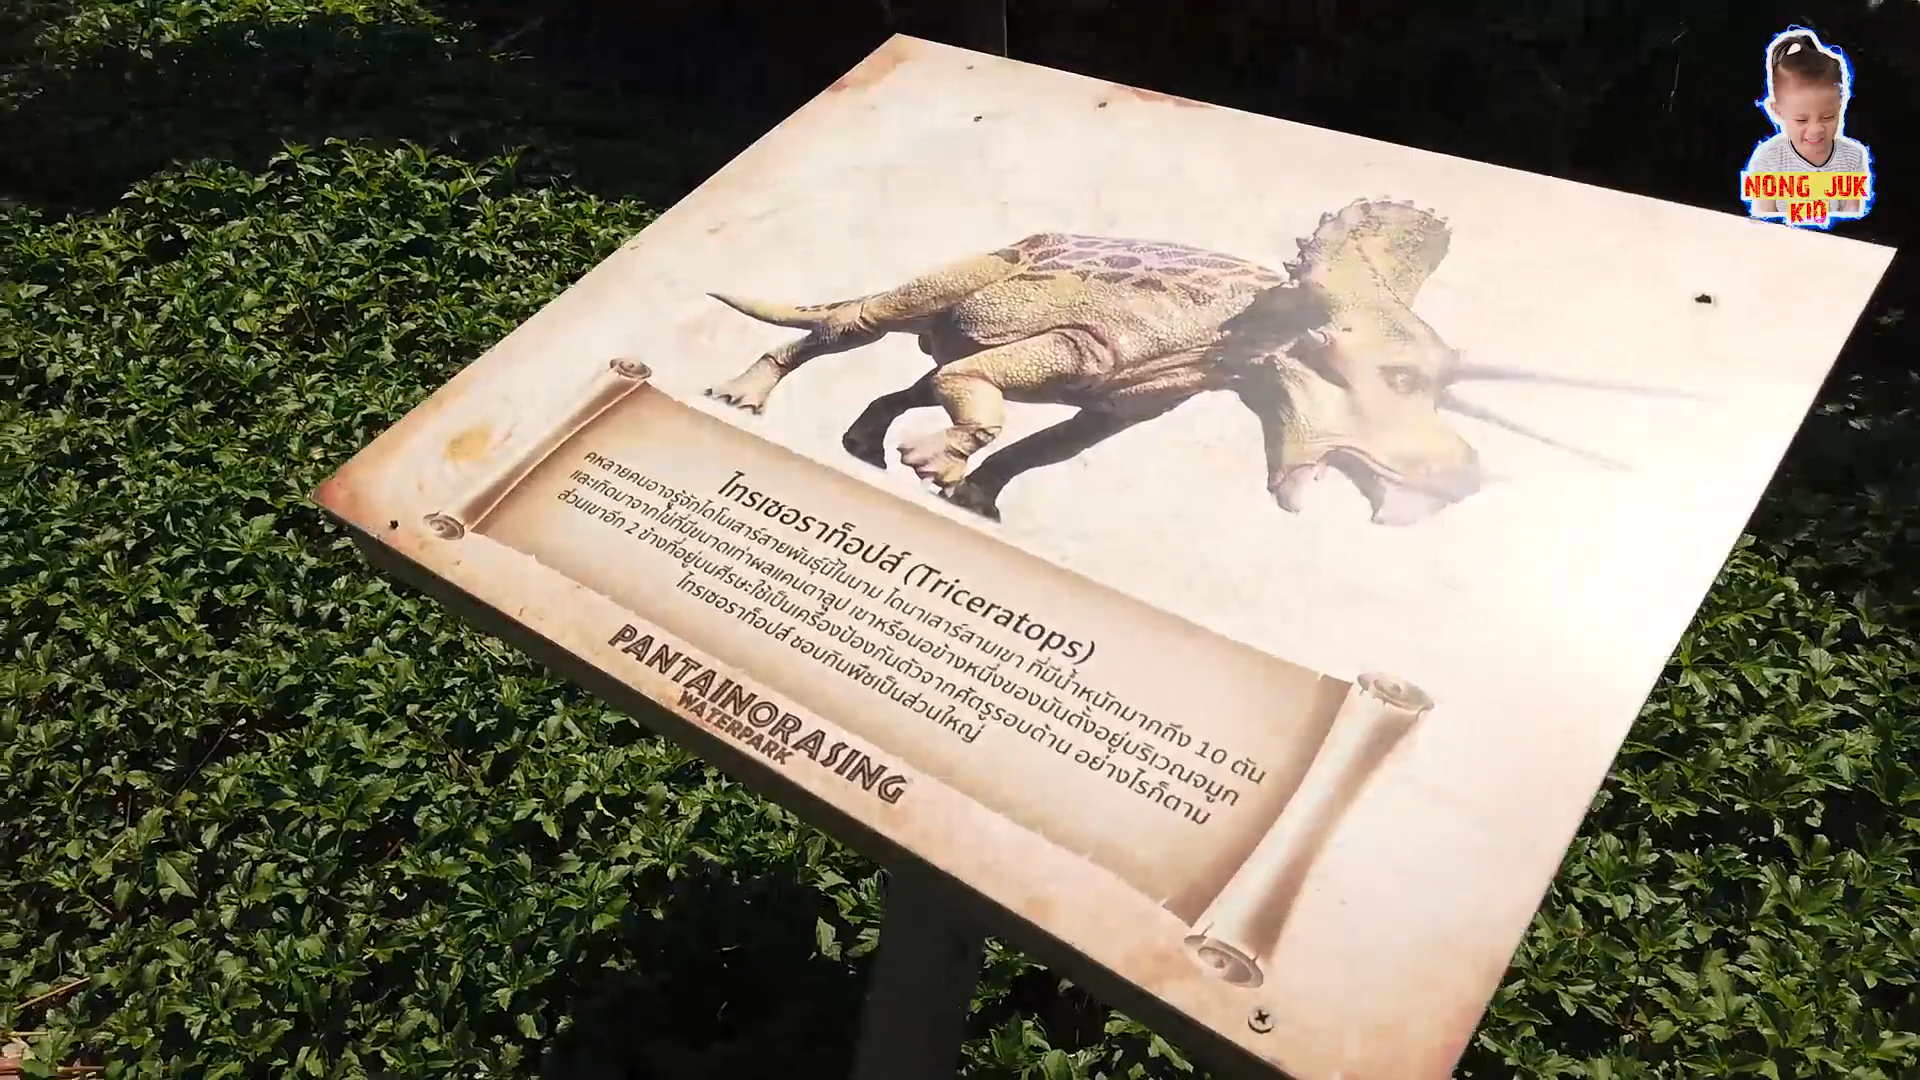 NONG JUK
KID
ไทรเซอราท็อปส์ (Triceratops)
คหลายคนอาจรู้จักไดโนเสาร์สายพันธุ์นี้ในนาม ไดนาเสาร์สามเขา ที่มีน้ำหนักมากถึง 10 ตัน
และเกิดมาจากไข่ที่มีขนาดเท่าผลแคนตาลูป เขาหรือนอข้างหนึ่งของมันตั้งอยู่บริเวณจมูก
ส่วนเขาอีก 2 ข้างที่อยู่บนศีรษะใช้เป็นเครื่องป้องกันตัวจากศัตรูรอบด้าน อย่างไรก็ตาม
ไทรเซอราท็อปส์ ชอบกินพืชเป็นส่วนใหญ่
PANTAINORASING
WATERPARK